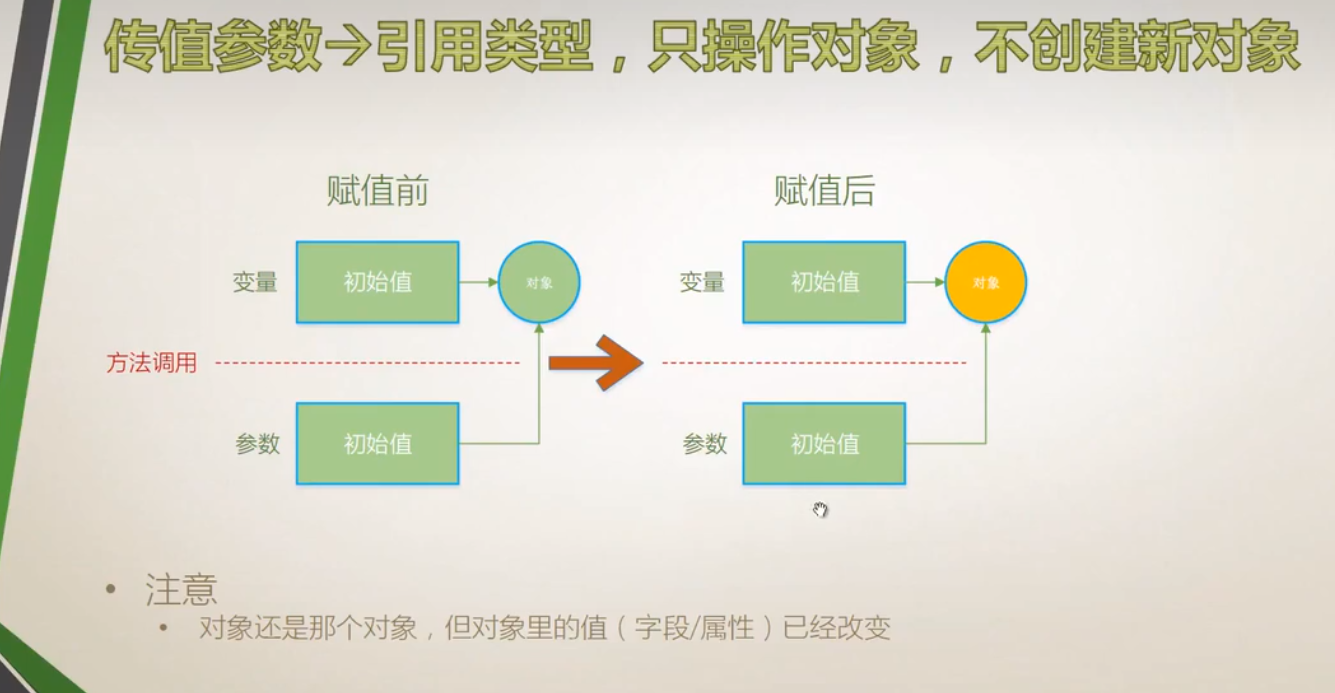 传值参数→引用类型，只操作对象，不创建新对象
赋值前
赋值后
变量 初始值 对象
变量 初始值 对象
方法调用
参数 初始值
参数 初始值
• 注意
• 对象还是那个对象，但对象里的值（字段/属性）已经改变